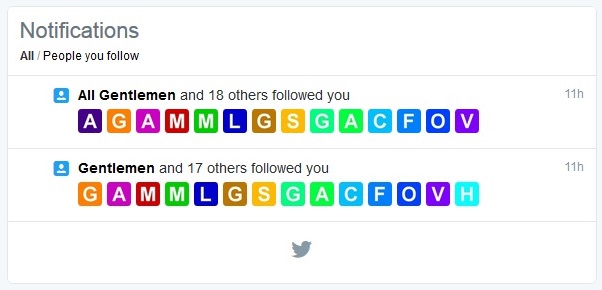 Notifications
All / People you follow
All Gentlemen and 18 others followed you 11h
A G A M M L G S G A C F O V
Gentlemen and 17 others followed you 11h
G A M M L G S G A C F O V H